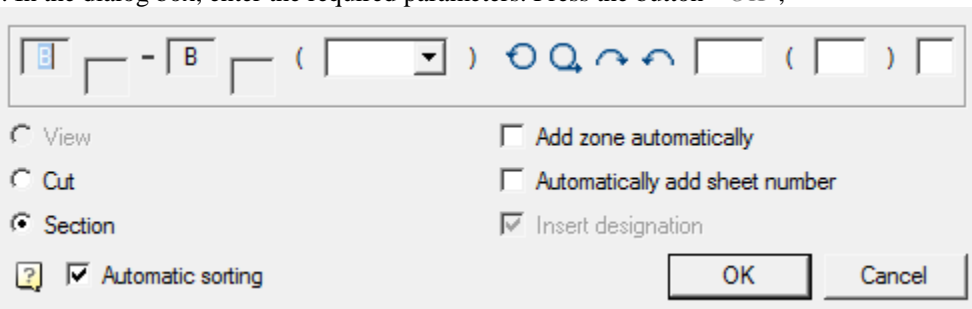 . In the dialog box, enter the required parameters. Press the button "OK";
B - B ( ) ( )
View
Add zone automatically
Cut
Automatically add sheet number
Section
Insert designation
? Automatic sorting
OK Cancel